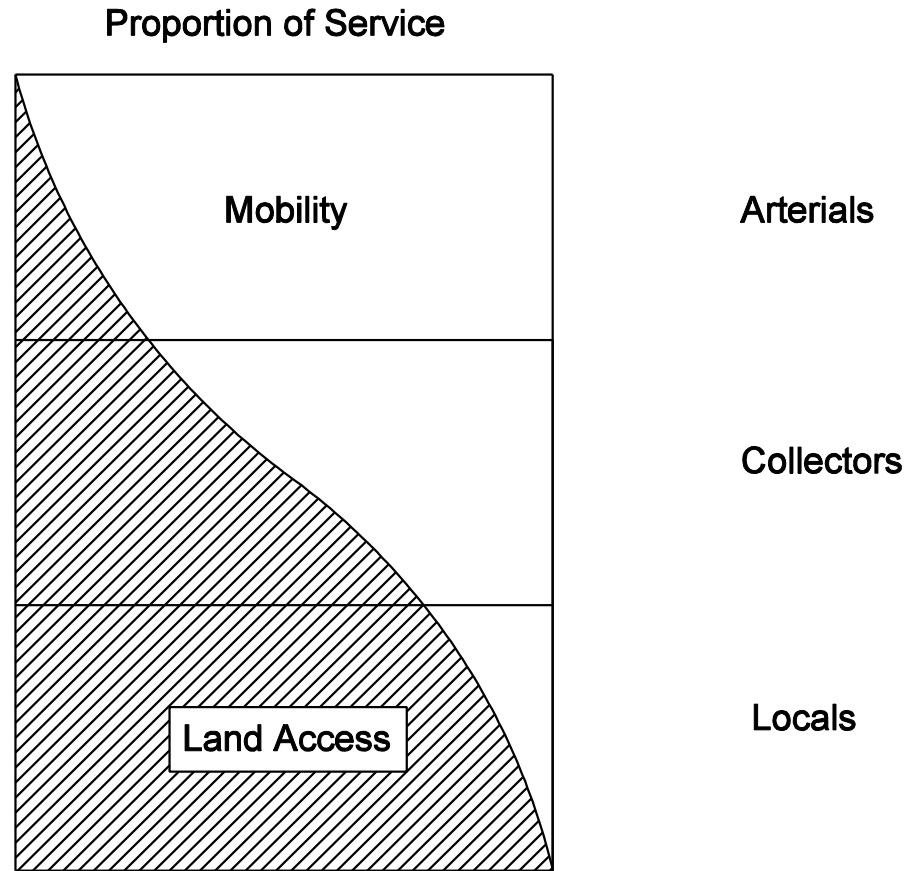 Proportion of Service
Mobility
Arterials
Collectors
Locals
Land Access